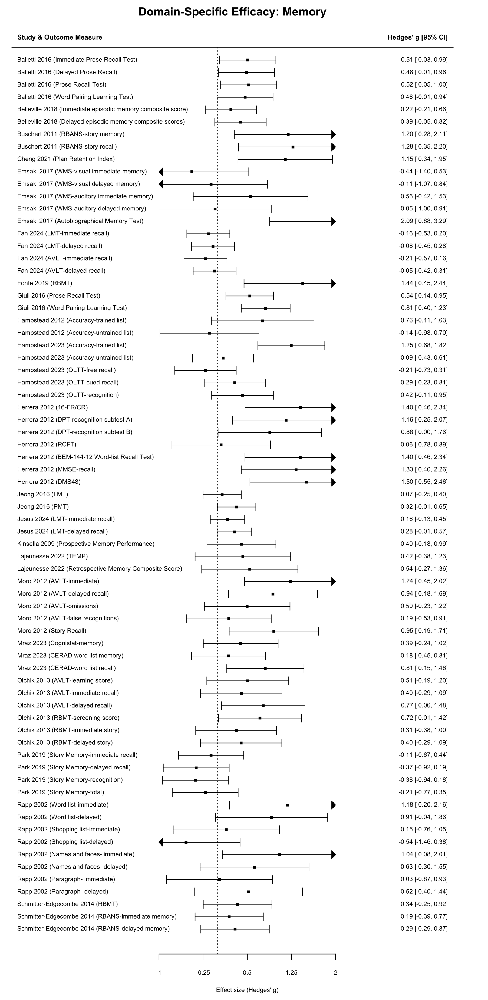 Domain-Specific Efficacy: Memory
Study & Outcome Measure Hedges' g [95% CI]
Balietti 2016 (Immediate Prose Recall Test) 0.51 [ 0.03, 0.99]
Balietti 2016 (Delayed Prose Recall) 0.48 [ 0.01, 0.96]
Balietti 2016 (Prose Recall Test) 0.52 [ 0.05, 1.00]
Balietti 2016 (Word Pairing Learning Test) 0.46 [-0.01, 0.94]
Belleville 2018 (Immediate episodic memory composite score) 0.22 [-0.21, 0.66]
Belleville 2018 (Delayed episodic memory composite scores) 0.39 [-0.05, 0.82]
Buschert 2011 (RBANS-story memory) 1.20 [ 0.28, 2.11]
Buschert 2011 (RBANS-story recall) 1.28 [ 0.35, 2.20]
Cheng 2021 (Plan Retention Index) 1.15 [ 0.34, 1.95]
Emsaki 2017 (WMS-visual immediate memory) -0.44 [-1.40, 0.53]
Emsaki 2017 (WMS-visual delayed memory) -0.11 [-1.07, 0.84]
Emsaki 2017 (WMS-auditory immediate memory) 0.56 [-0.42, 1.53]
Emsaki 2017 (WMS-auditory delayed memory) -0.05 [-1.00, 0.91]
Emsaki 2017 (Autobiographical Memory Test) 2.09 [ 0.88, 3.29]
Fan 2024 (LMT-immediate recall) -0.16 [-0.53, 0.20]
Fan 2024 (LMT-delayed recall) -0.08 [-0.45, 0.28]
Fan 2024 (AVLT-immediate recall) -0.21 [-0.57, 0.16]
Fan 2024 (AVLT-delayed recall) -0.05 [-0.42, 0.31]
Fonte 2019 (RBMT) 1.44 [ 0.45, 2.44]
Giuli 2016 (Prose Recall Test) 0.54 [ 0.14, 0.95]
Giuli 2016 (Word Pairing Learning Test) 0.81 [ 0.40, 1.23]
Hampstead 2012 (Accuracy-trained list) 0.76 [-0.11, 1.63]
Hampstead 2012 (Accuracy-untrained list) -0.14 [-0.98, 0.70]
Hampstead 2023 (Accuracy-trained list) 1.25 [ 0.68, 1.82]
Hampstead 2023 (Accuracy-untrained list) 0.09 [-0.43, 0.61]
Hampstead 2023 (OLTT-free recall) -0.21 [-0.73, 0.31]
Hampstead 2023 (OLTT-cued recall) 0.29 [-0.23, 0.81]
Hampstead 2023 (OLTT-recognition) 0.42 [-0.11, 0.95]
Herrera 2012 (16-FR/CR) 1.40 [ 0.46, 2.34]
Herrera 2012 (DPT-recognition subtest A) 1.16 [ 0.25, 2.07]
Herrera 2012 (DPT-recognition subtest B) 0.88 [ 0.00, 1.76]
Herrera 2012 (RCFT) 0.06 [-0.78, 0.89]
Herrera 2012 (BEM-144-12 Word-list Recall Test) 1.40 [ 0.46, 2.34]
Herrera 2012 (MMSE-recall) 1.33 [ 0.40, 2.26]
Herrera 2012 (DMS48) 1.50 [ 0.55, 2.46]
Jeong 2016 (LMT) 0.07 [-0.25, 0.40]
Jeong 2016 (PMT) 0.32 [-0.01, 0.65]
Jesus 2024 (LMT-immediate recall) 0.16 [-0.13, 0.45]
Jesus 2024 (LMT-delayed recall) 0.28 [-0.01, 0.57]
Kinsella 2009 (Prospective Memory Performance) 0.40 [-0.18, 0.99]
Lajeunesse 2022 (TEMP) 0.42 [-0.38, 1.23]
Lajeunesse 2022 (Retrospective Memory Composite Score) 0.54 [-0.27, 1.36]
Moro 2012 (AVLT-immediate) 1.24 [ 0.45, 2.02]
Moro 2012 (AVLT-delayed recall) 0.94 [ 0.18, 1.69]
Moro 2012 (AVLT-omissions) 0.50 [-0.23, 1.22]
Moro 2012 (AVLT-false recognitions) 0.19 [-0.53, 0.91]
Moro 2012 (Story Recall) 0.95 [ 0.19, 1.71]
Mraz 2023 (Cognistat-memory) 0.39 [-0.24, 1.02]
Mraz 2023 (CERAD-word list memory) 0.18 [-0.45, 0.81]
Mraz 2023 (CERAD-word list recall) 0.81 [ 0.15, 1.46]
Olchik 2013 (AVLT-learning score) 0.51 [-0.19, 1.20]
Olchik 2013 (AVLT-immediate recall) 0.40 [-0.29, 1.09]
Olchik 2013 (AVLT-delayed recall) 0.77 [ 0.06, 1.48]
Olchik 2013 (RBMT-screening score) 0.72 [ 0.01, 1.42]
Olchik 2013 (RBMT-immediate story) 0.31 [-0.38, 1.00]
Olchik 2013 (RBMT-delayed story) 0.40 [-0.29, 1.09]
Park 2019 (Story Memory-immediate recall) -0.11 [-0.67, 0.44]
Park 2019 (Story Memory-delayed recall) -0.37 [-0.92, 0.19]
Park 2019 (Story Memory-recognition) -0.38 [-0.94, 0.18]
Park 2019 (Story Memory-total) -0.21 [-0.77, 0.35]
Rapp 2002 (Word list-immediate) 1.18 [ 0.20, 2.16]
Rapp 2002 (Word list-delayed) 0.91 [-0.04, 1.86]
Rapp 2002 (Shopping list-immediate) 0.15 [-0.76, 1.05]
Rapp 2002 (Shopping list-delayed) -0.54 [-1.46, 0.38]
Rapp 2002 (Names and faces- immediate) 1.04 [ 0.08, 2.01]
Rapp 2002 (Names and faces- delayed) 0.63 [-0.30, 1.55]
Rapp 2002 (Paragraph- immediate) 0.03 [-0.87, 0.93]
Rapp 2002 (Paragraph- delayed) 0.52 [-0.40, 1.44]
Schmitter-Edgecombe 2014 (RBMT) 0.34 [-0.25, 0.92]
Schmitter-Edgecombe 2014 (RBANS-immediate memory) 0.19 [-0.39, 0.77]
Schmitter-Edgecombe 2014 (RBANS-delayed memory) 0.29 [-0.29, 0.87]
-1 -0.25 0.5 1.25 2
Effect size (Hedges' g)